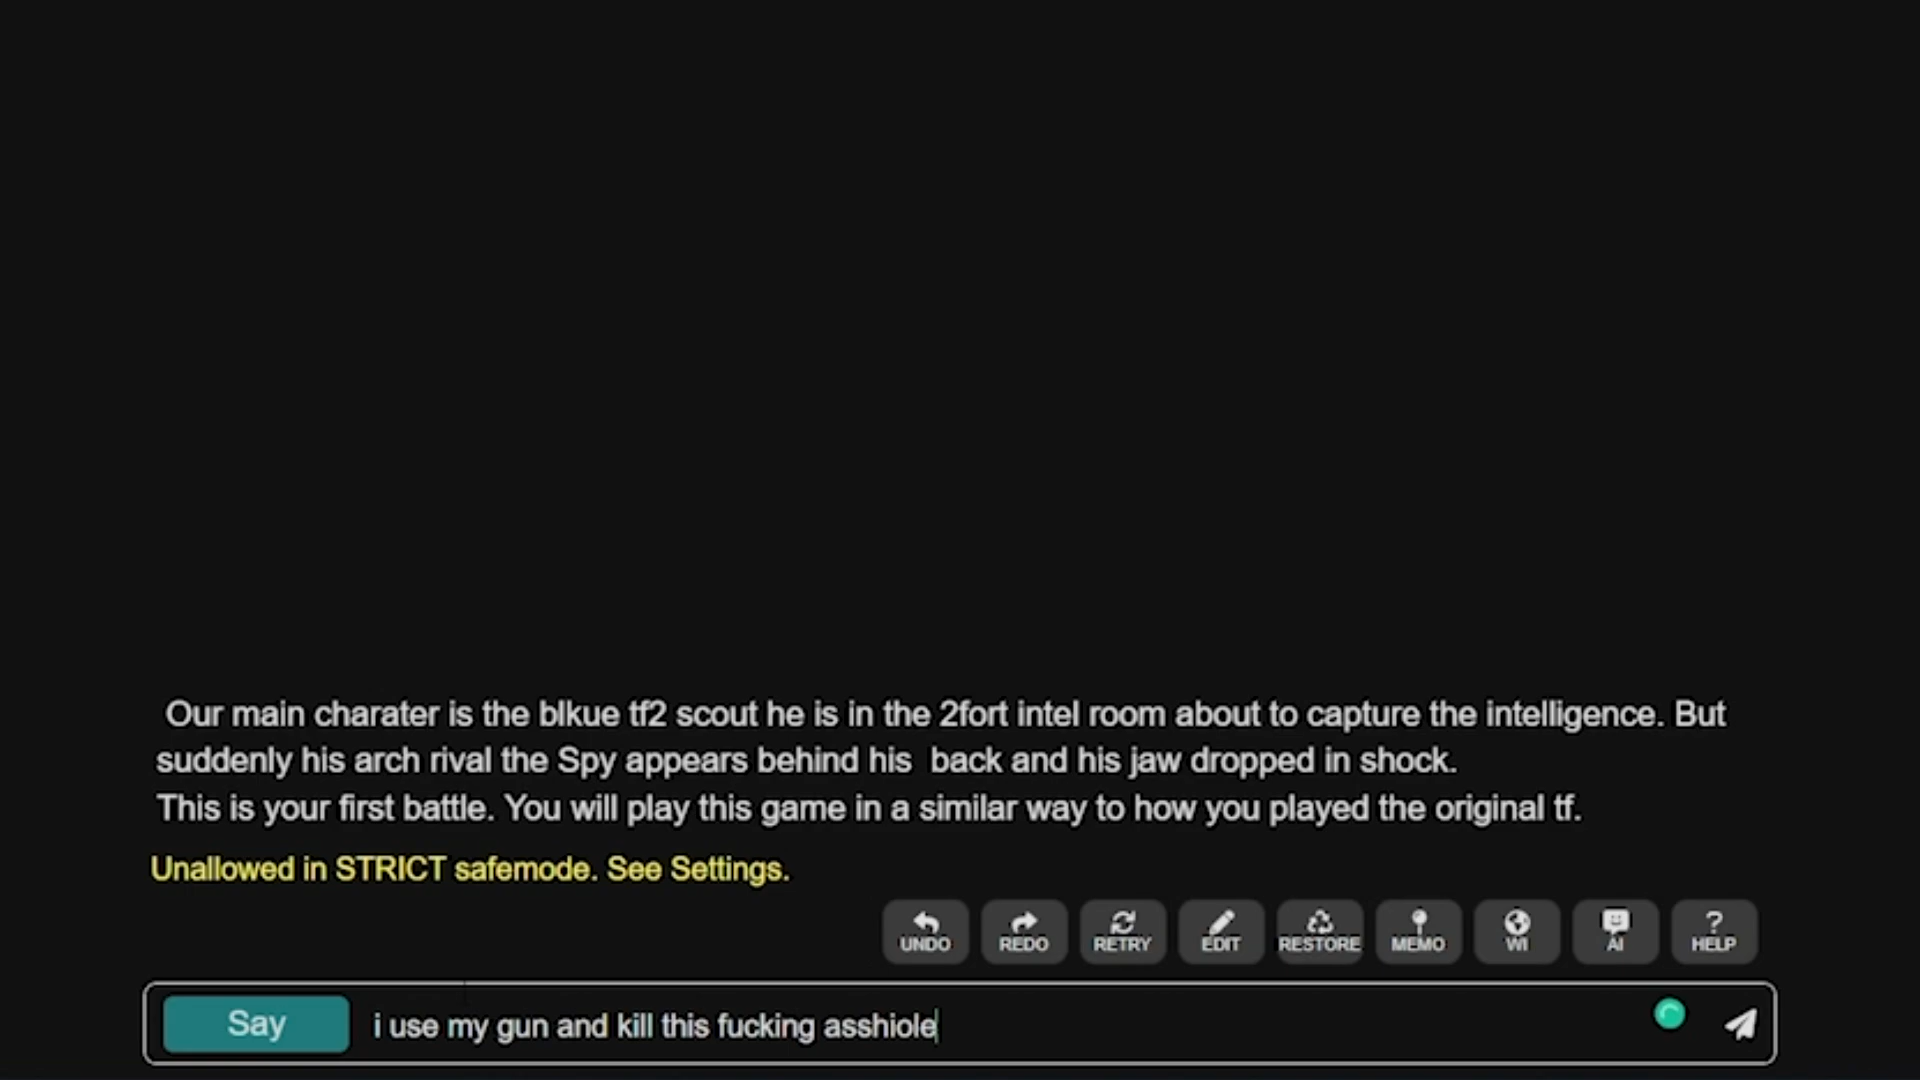 Our main charater is the blkue tf2 scout he is in the 2fort intel room about to capture the intelligence. But
suddenly his arch rival the Spy appears behind his  back and his jaw dropped in shock.
This is your first battle. You will play this game in a similar way to how you played the original tf.
Unallowed in STRICT safemode. See Settings.
UNDO REDO RETRY EDIT RESTORE MEMO WI AI HELP
Say i use my gun and kill this fucking asshiole